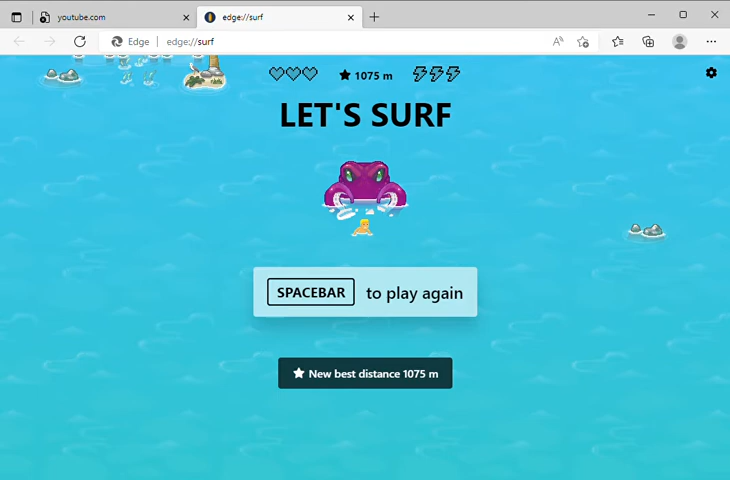 youtube.com
edge://surf
Edge
edge://surf
1075 m
LET'S SURF
SPACEBAR to play again
New best distance 1075 m